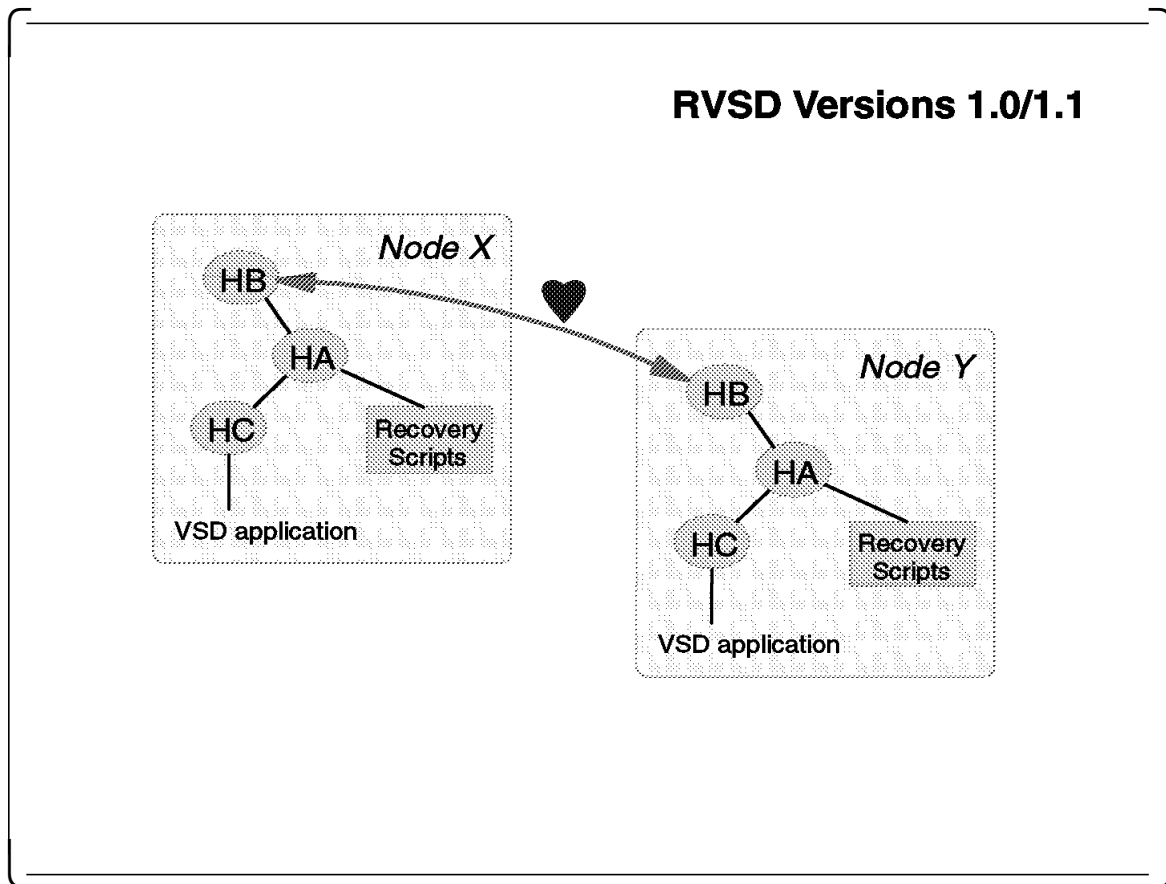 RVSD Versions 1.0/1.1
Node X
HB
HA
HC
Recovery
Scripts
VSD application
Node Y
HB
HA
HC
Recovery
Scripts
VSD application